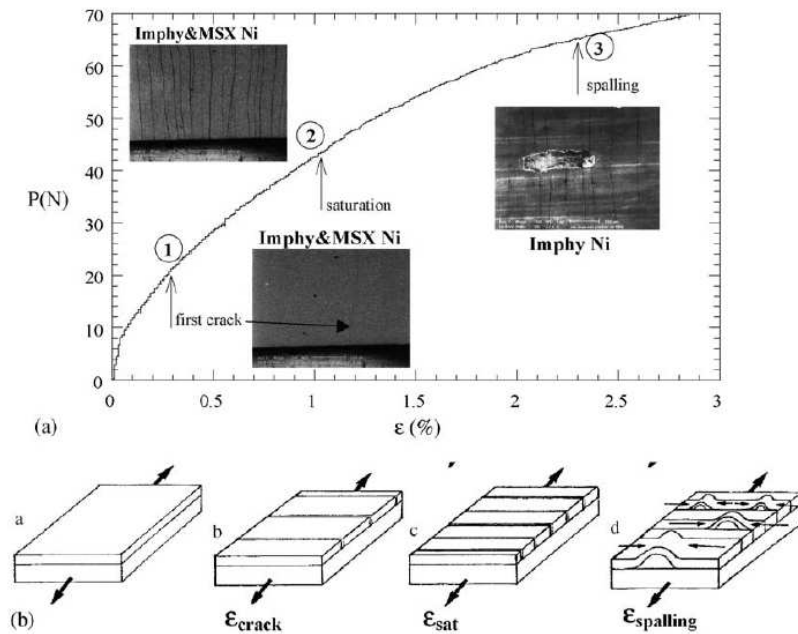 70
Imphy&MSX Ni
3
60
spalling
50
2
P(N)
40
saturation
30
Imphy&MSX Ni
Imphy Ni
1
20
first crack
10
0
0
0.5
1
1.5
2
2.5
3
(a)
ε (%)
a
b
c
d
(b)
εcrack
εsat
εspalling